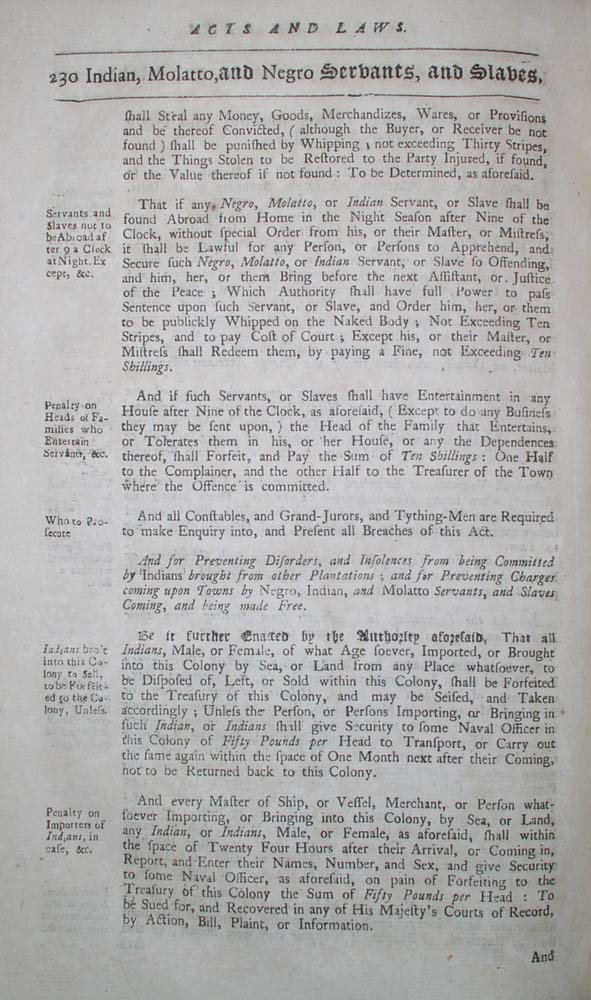 ACTS AND LAWS.
230 Indian, Molatto, and Negro Servants, and Slaves.
ſhall Steal any Money, Goods, Merchandizes, Wares, or Proviſions
and be thereof Convicted, ( although the Buyer, or Receiver be not
found ) ſhall be puniſhed by Whipping ; not exceeding Thirty Stripes,
and the Things Stolen to be Reſtored to the Party Injured, if found,
or the Value thereof if not found : To be Determined, as aforeſaid.
Servants and
Slaves not to
be Abroad af
ter 9 a Clock
at Night. Ex
cept, &c.
That if any Negro, Molatto, or Indian Servant, or Slave ſhall be
found Abroad from Home in the Night Seaſon after Nine of the
Clock, without ſpecial Order from his, or their Maſter, or Miſtreſs,
it ſhall be Lawful for any Perſon, or Perſons to Apprehend, and
Secure ſuch Negro, Molatto, or Indian Servant, or Slave ſo Offending,
and him, her, or them Bring before the next Aſſiſtant, or Juſtice
of the Peace ; Which Authority ſhall have full Power to paſs
Sentence upon ſuch Servant, or Slave, and Order him, her, or them
to be publickly Whipped on the Naked Body ; Not Exceeding Ten
Stripes, and to pay Coſt of Court ; Except his, or their Maſter, or
Miſtreſs ſhall Redeem them, by paying a Fine, not Exceeding Ten
Shillings.
Penalty on
Heads of Fa-
milies who
Entertain
Servants, &c.
And if ſuch Servants, or Slaves ſhall have Entertainment in any
Houſe after Nine of the Clock, as aforeſaid, ( Except to do any Buſineſs
they may be ſent upon, ) the Head of the Family that Entertains,
or Tolerates them in his, or her Houſe, or any the Dependences
thereof, ſhall Forfeit, and Pay the Sum of Ten Shillings : One Half
to the Complainer, and the other Half to the Treaſurer of the Town
where the Offence is committed.
Who to Pro-
ſecute
And all Conſtables, and Grand-Jurors, and Tything-Men are Required
to make Enquiry into, and Preſent all Breaches of this Act.
And for Preventing Diſorders, and Inſolences from being Committed
by Indians brought from other Plantations ; and for Preventing Charges
coming upon Towns by Negro, Indian, and Molatto Servants, and Slaves
Coming, and being made Free.
Indians bro't
into this Co-
lony to Sell,
to be Forfeit-
ed to the Co-
lony, Unleſs.
Be it further Enacted by the Authority aforeſaid, That all
Indians, Male, or Female, of what Age ſoever, Imported, or Brought
into this Colony by Sea, or Land from any Place whatſoever, to
be Diſpoſed of, Left, or Sold within this Colony, ſhall be Forfeited
to the Treaſury of this Colony, and may be Seiſed, and Taken
accordingly ; Unleſs the Perſon, or Perſons Importing, or Bringing in
ſuch Indian, or Indians ſhall give Security to ſome Naval Officer in
this Colony of Fifty Pounds per Head to Tranſport, or Carry out
the ſame again within the ſpace of One Month next after their Coming,
not to be Returned back to this Colony.
Penalty on
Importers of
Indians, in
caſe, &c.
And every Maſter of Ship, or Veſſel, Merchant, or Perſon what-
ſoever Importing, or Bringing into this Colony, by Sea, or Land,
any Indian, or Indians, Male, or Female, as aforeſaid, ſhall within
the ſpace of Twenty Four Hours after their Arrival, or Coming in,
Report, and Enter their Names, Number, and Sex, and give Security
to ſome Naval Officer, as aforeſaid, on pain of Forfeiting to the
Treaſury of this Colony the Sum of Fifty Pounds per Head : To
be Sued for, and Recovered in any of His Majeſty's Courts of Record,
by Action, Bill, Plaint, or Information.
And